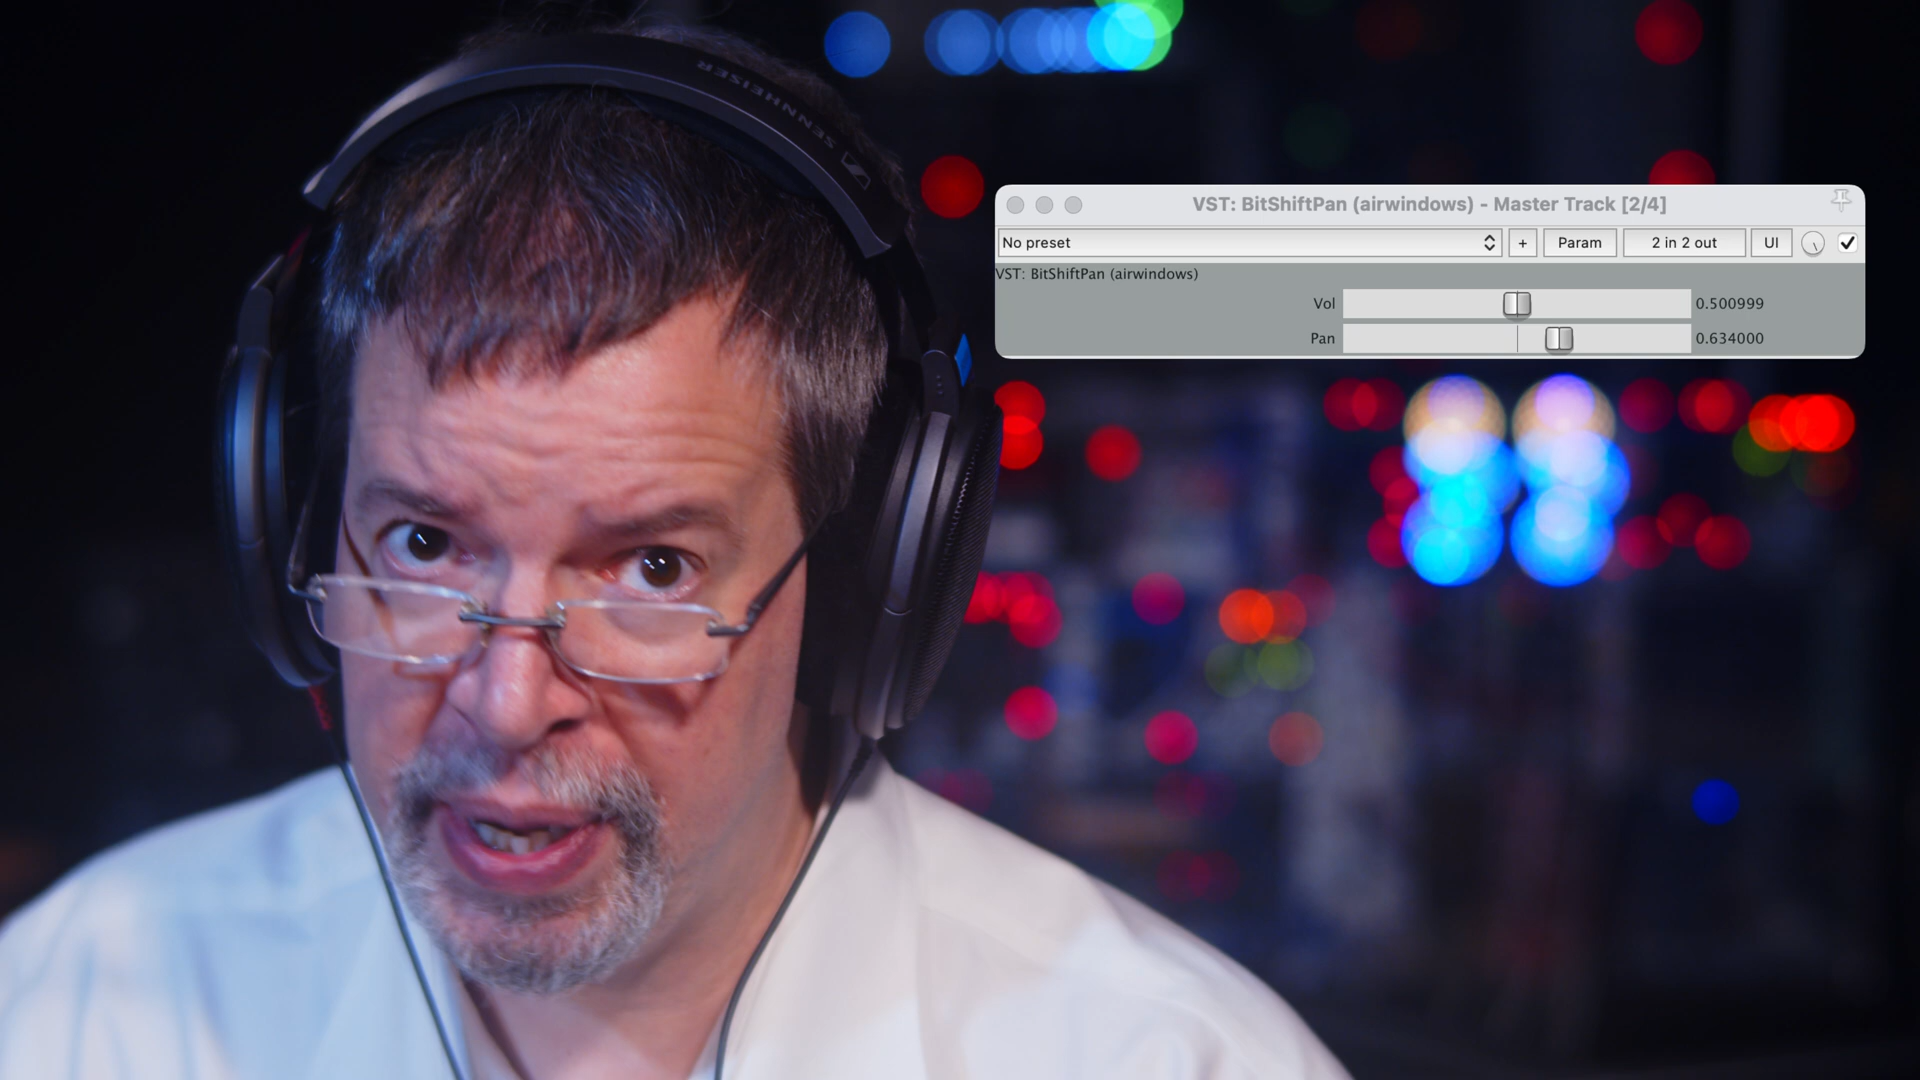 SENNHEISER
VST: BitShiftPan (airwindows) - Master Track [2/4]
No preset
+
Param
2 in 2 out
UI
VST: BitShiftPan (airwindows)
Vol
0.500999
Pan
0.634000